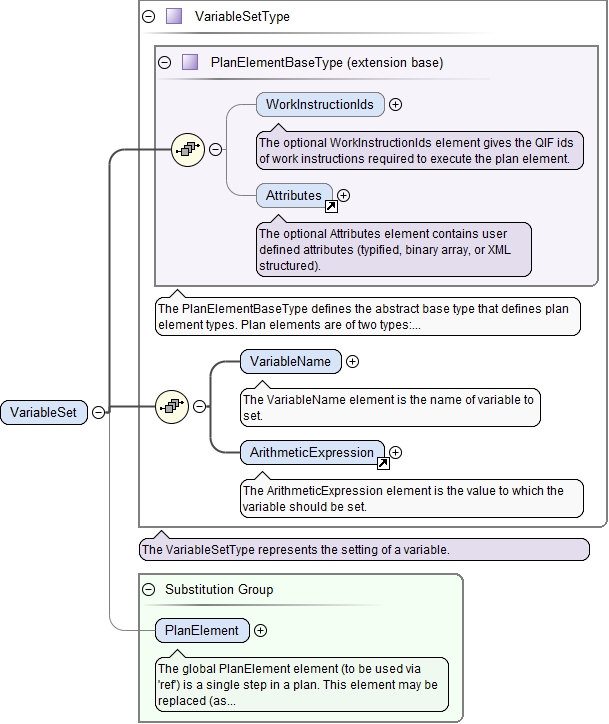 VariableSetType
PlanElementBaseType (extension base)
WorkInstructionIds
The optional WorkInstructionIds element gives the QIF ids
of work instructions required to execute the plan element.
Attributes
The optional Attributes element contains user
defined attributes (typified, binary array, or XML
structured).
The PlanElementBaseType defines the abstract base type that defines plan
element types. Plan elements are of two types:...
VariableName
The VariableName element is the name of variable to
set.
VariableSet
ArithmeticExpression
The ArithmeticExpression element is the value to which the
variable should be set.
The VariableSetType represents the setting of a variable.
Substitution Group
PlanElement
The global PlanElement element (to be used via
'ref') is a single step in a plan. This element may be
replaced (as...